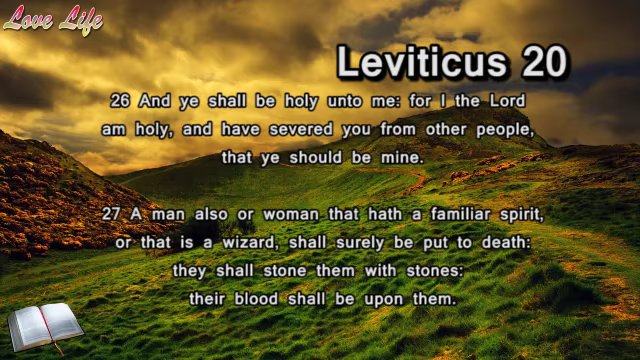 Love Life
Leviticus 20
26 And ye shall be holy unto me: for I the Lord
am holy, and have severed you from other people,
that ye should be mine.
27 A man also or woman that hath a familiar spirit,
or that is a wizard, shall surely be put to death:
they shall stone them with stones:
their blood shall be upon them.